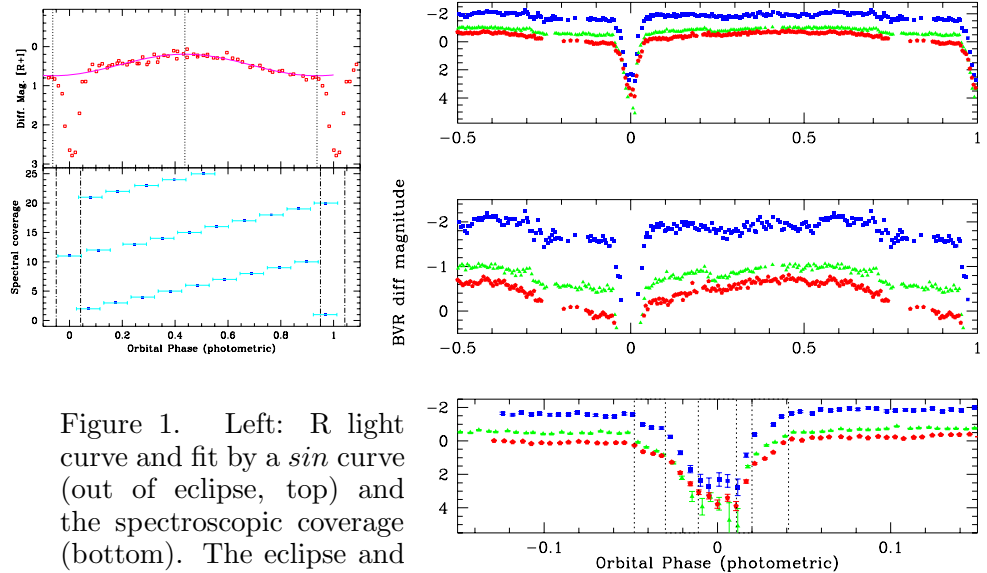 Diff. Mag. [R+I]
0
1
2
3
Spectral coverage
25
20
15
10
5
0
0 0.2 0.4 0.6 0.8 1
Orbital Phase (photometric)
Figure 1. Left: R light
curve and fit by a sin curve
(out of eclipse, top) and
the spectroscopic coverage
(bottom). The eclipse and
BVR diff magnitude
-2
0
2
4
-0.5 0 0.5 1
-2
-1
0
-0.5 0 0.5 1
-2
0
2
4
-0.1 0 0.1
Orbital Phase (photometric)